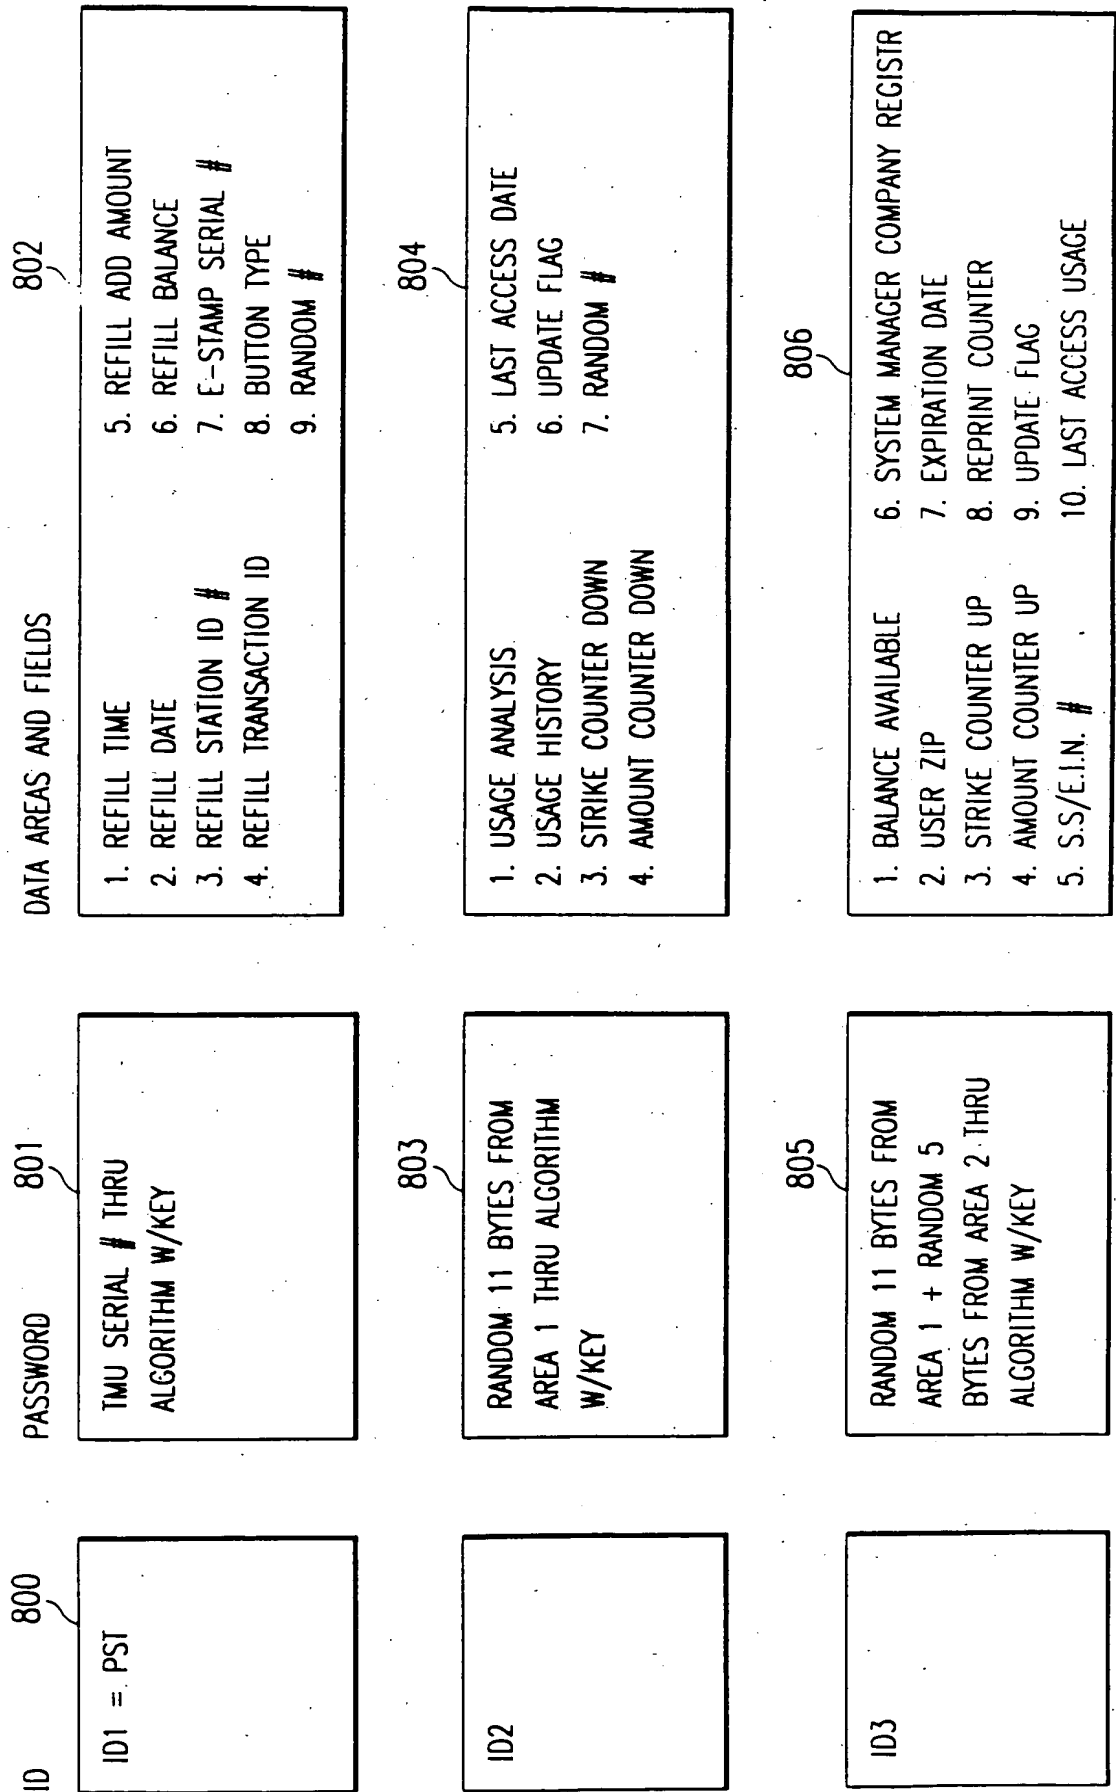 ID
PASSWORD
DATA AREAS AND FIELDS
800
801
802
ID1 = PST
TMU SERIAL # THRU
ALGORITHM W/KEY
1. REFILL TIME
2. REFILL DATE
3. REFILL STATION ID #
4. REFILL TRANSACTION ID
5. REFILL ADD AMOUNT
6. REFILL BALANCE
7. E-STAMP SERIAL #
8. BUTTON TYPE
9. RANDOM #
803
804
ID2
RANDOM 11 BYTES FROM
AREA 1 THRU ALGORITHM
W/KEY
1. USAGE ANALYSIS
2. USAGE HISTORY
3. STRIKE COUNTER DOWN
4. AMOUNT COUNTER DOWN
5. LAST ACCESS DATE
6. UPDATE FLAG
7. RANDOM #
805
806
ID3
RANDOM 11 BYTES FROM
AREA 1 + RANDOM 5
BYTES FROM AREA 2 THRU
ALGORITHM W/KEY
1. BALANCE AVAILABLE
2. USER ZIP
3. STRIKE COUNTER UP
4. AMOUNT COUNTER UP
5. S.S/E.I.N. #
6. SYSTEM MANAGER COMPANY REGISTR
7. EXPIRATION DATE
8. REPRINT COUNTER
9. UPDATE FLAG
10. LAST ACCESS USAGE